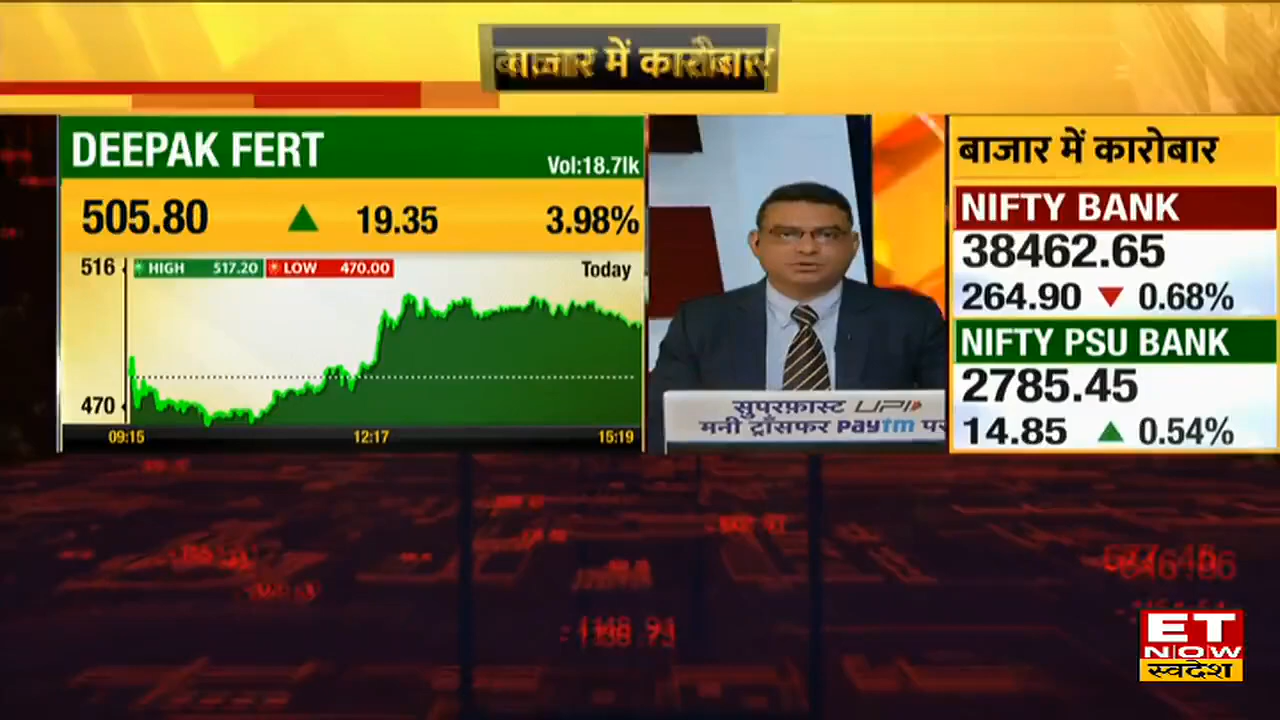 बाजार में कारोबार
DEEPAK FERT
Vol:18.7lk
505.80 ▲ 19.35 3.98%
516
HIGH 517.20 LOW 470.00
Today
470
09:15 12:17 15:19
सुपरफ़ास्ट UPI
मनी ट्राँसफर Paytm पर
बाजार में कारोबार
NIFTY BANK
38462.65
264.90 ▼ 0.68%
NIFTY PSU BANK
2785.45
14.85 ▲ 0.54%
ET
NOW
स्वदेश